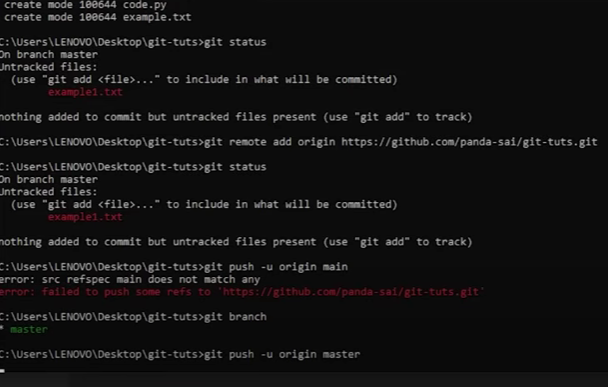 create mode 100644 code.py
create mode 100644 example.txt
C:\Users\LENOVO\Desktop\git-tuts>git status
On branch master
Untracked files:
(use "git add <file>..." to include in what will be committed)
example1.txt
nothing added to commit but untracked files present (use "git add" to track)
C:\Users\LENOVO\Desktop\git-tuts>git remote add origin https://github.com/panda-sai/git-tuts.git
C:\Users\LENOVO\Desktop\git-tuts>git status
On branch master
Untracked files:
(use "git add <file>..." to include in what will be committed)
example1.txt
nothing added to commit but untracked files present (use "git add" to track)
C:\Users\LENOVO\Desktop\git-tuts>git push -u origin main
error: src refspec main does not match any
error: failed to push some refs to 'https://github.com/panda-sai/git-tuts.git'
C:\Users\LENOVO\Desktop\git-tuts>git branch
* master
C:\Users\LENOVO\Desktop\git-tuts>git push -u origin master